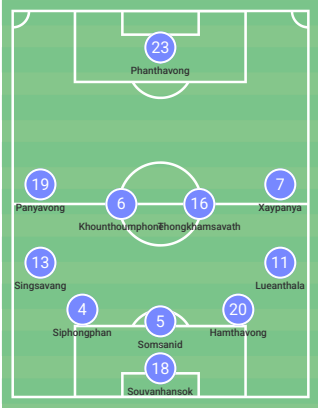 23
Phanthavong
19
7
Panyavong
Xaypanya
6
16
Khounthoumphone
Thongkhamsavath
13
11
Singsavang
Lueanthala
4
20
Siphongphan
Hamthavong
5
Somsanid
18
Souvanhansok